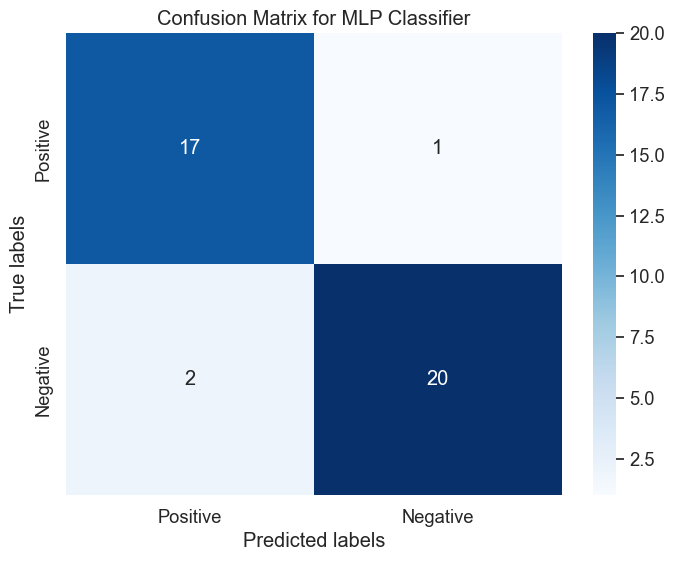 Confusion Matrix for MLP Classifier
True labels
Positive
Negative
17
1
2
20
Positive
Negative
Predicted labels
20.0
17.5
15.0
12.5
10.0
7.5
5.0
2.5